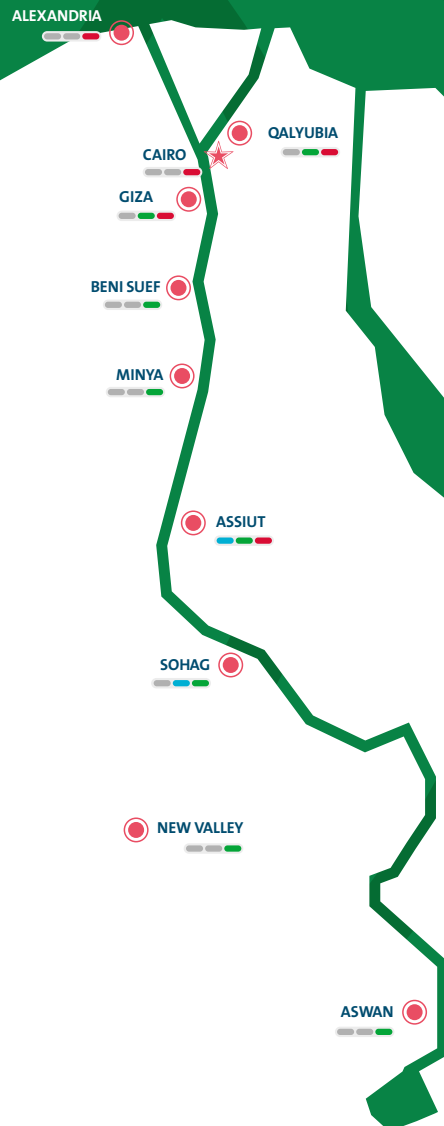 ALEXANDRIA
QALYUBIA
CAIRO
GIZA
BENI SUEF
MINYA
ASSIUT
SOHAG
NEW VALLEY
ASWAN